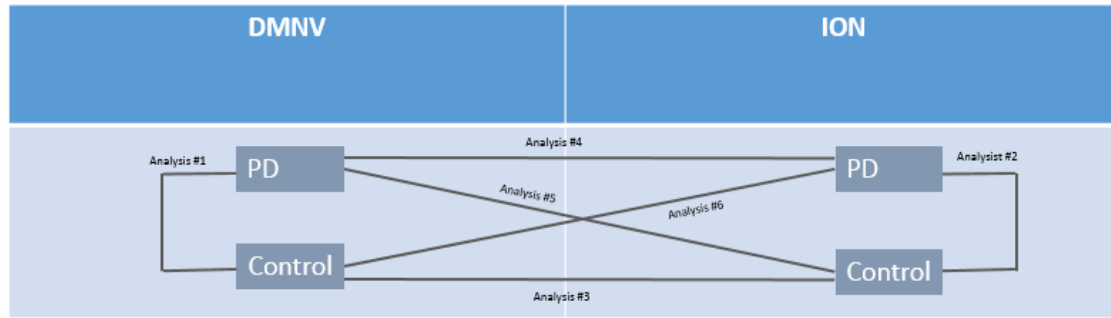 DMNV
ION
Analysis #4
Analysis #1
PD
PD
Analysist #2
Analysis #5
Analysis #6
Control
Control
Analysis #3